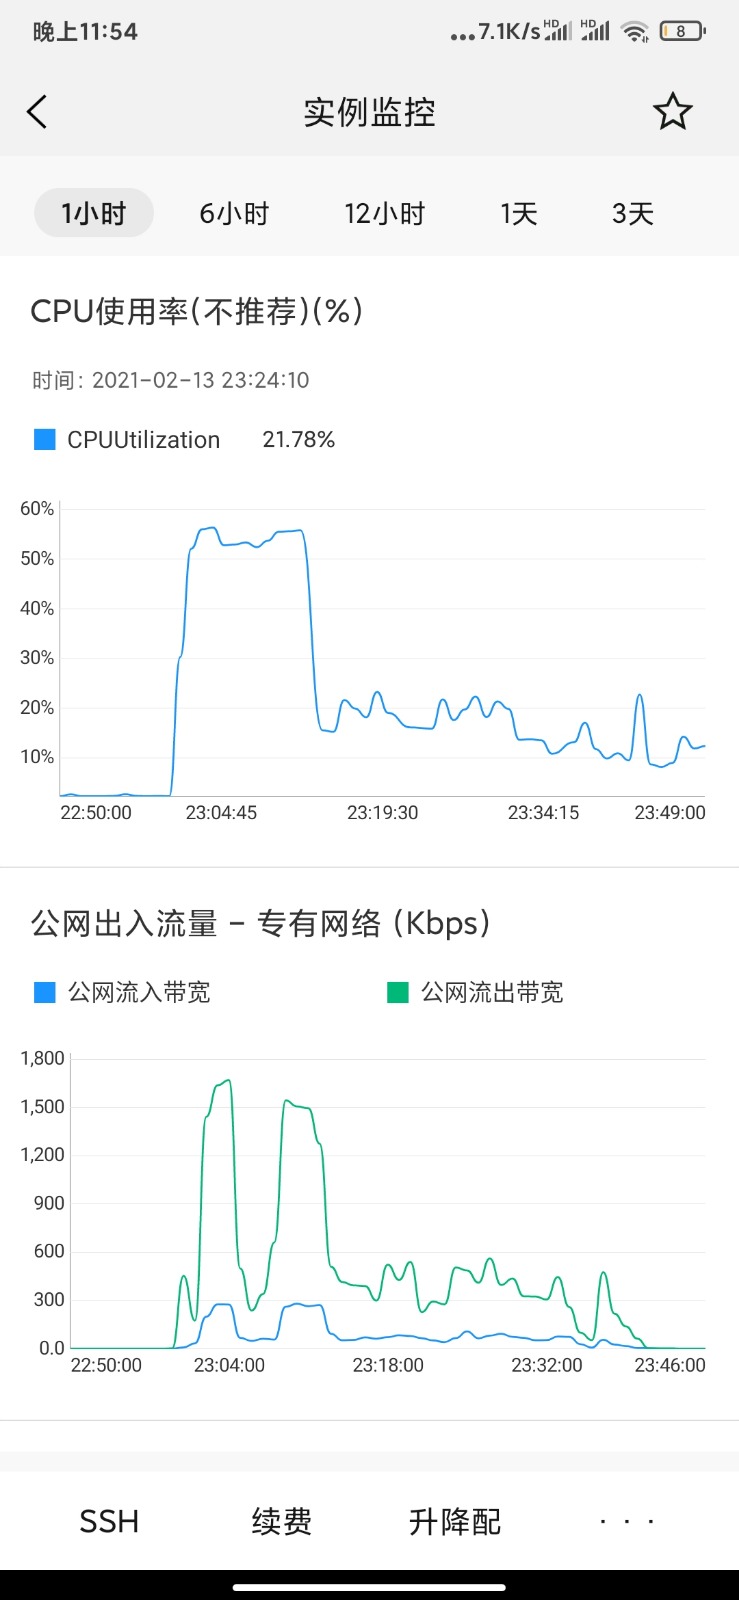 晚上11:54 ...7.1K/s HD HD 8
实例监控
1小时 6小时 12小时 1天 3天
CPU使用率(不推荐)(%)
时间: 2021-02-13 23:24:10
CPUUtilization 21.78%
60%
50%
40%
30%
20%
10%
22:50:00 23:04:45 23:19:30 23:34:15 23:49:00
公网出入流量 - 专有网络 (Kbps)
公网流入带宽 公网流出带宽
1,800
1,500
1,200
900
600
300
0.0
22:50:00 23:04:00 23:18:00 23:32:00 23:46:00
SSH 续费 升降配 ···